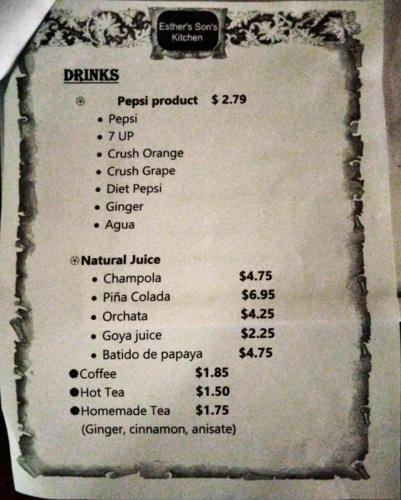 Esther's Son's
Kitchen
DRINKS
Pepsi product $ 2.79
• Pepsi
• 7 UP
• Crush Orange
• Crush Grape
• Diet Pepsi
• Ginger
• Agua
Natural Juice
• Champola $4.75
• Piña Colada $6.95
• Orchata $4.25
• Goya juice $2.25
• Batido de papaya $4.75
●Coffee $1.85
●Hot Tea $1.50
●Homemade Tea $1.75
(Ginger, cinnamon, anisate)